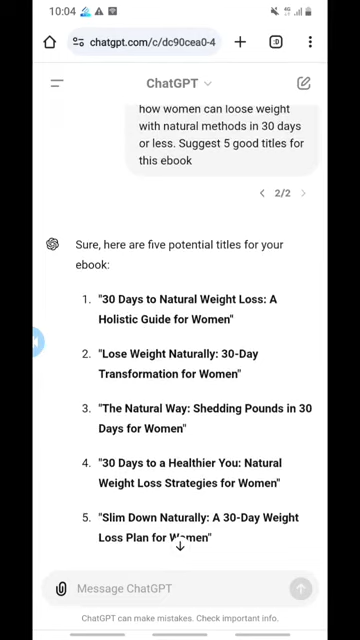 10:04
chatgpt.com/c/dc90cea0-4
:D
ChatGPT
how women can loose weight
with natural methods in 30 days
or less. Suggest 5 good titles for
this ebook
2/2
Sure, here are five potential titles for your
ebook:
1. "30 Days to Natural Weight Loss: A
Holistic Guide for Women"
2. "Lose Weight Naturally: 30-Day
Transformation for Women"
3. "The Natural Way: Shedding Pounds in 30
Days for Women"
4. "30 Days to a Healthier You: Natural
Weight Loss Strategies for Women"
5. "Slim Down Naturally: A 30-Day Weight
Loss Plan for Women"
Message ChatGPT
ChatGPT can make mistakes. Check important info.